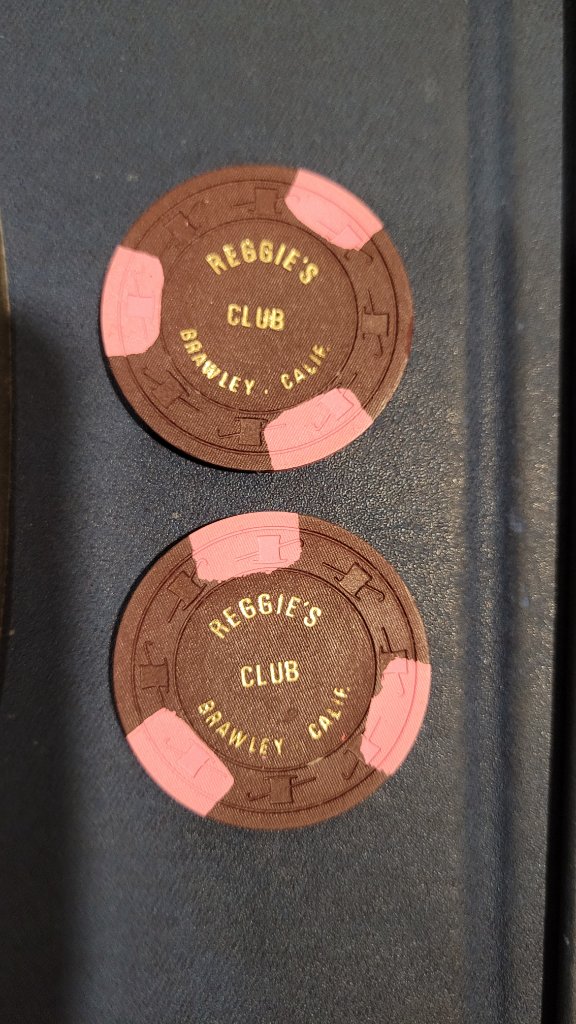 REGGIE'S
CLUB
BRAWLEY. CALIF.
REGGIE'S
CLUB
BRAWLEY CALIF.